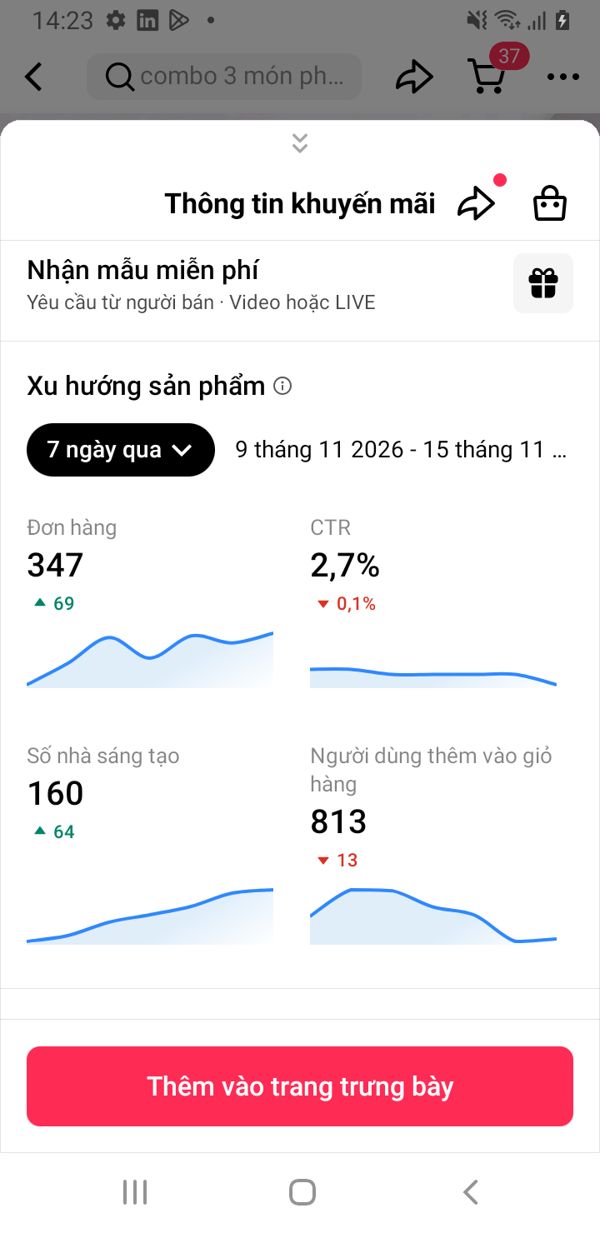 14:23
37
combo 3 món ph...
Thông tin khuyến mãi
Nhận mẫu miễn phí
Yêu cầu từ người bán · Video hoặc LIVE
Xu hướng sản phẩm
7 ngày qua
9 tháng 11 2026 - 15 tháng 11 ...
Đơn hàng
347
69
CTR
2,7%
0,1%
Số nhà sáng tạo
160
64
Người dùng thêm vào giỏ
hàng
813
13
Thêm vào trang trưng bày